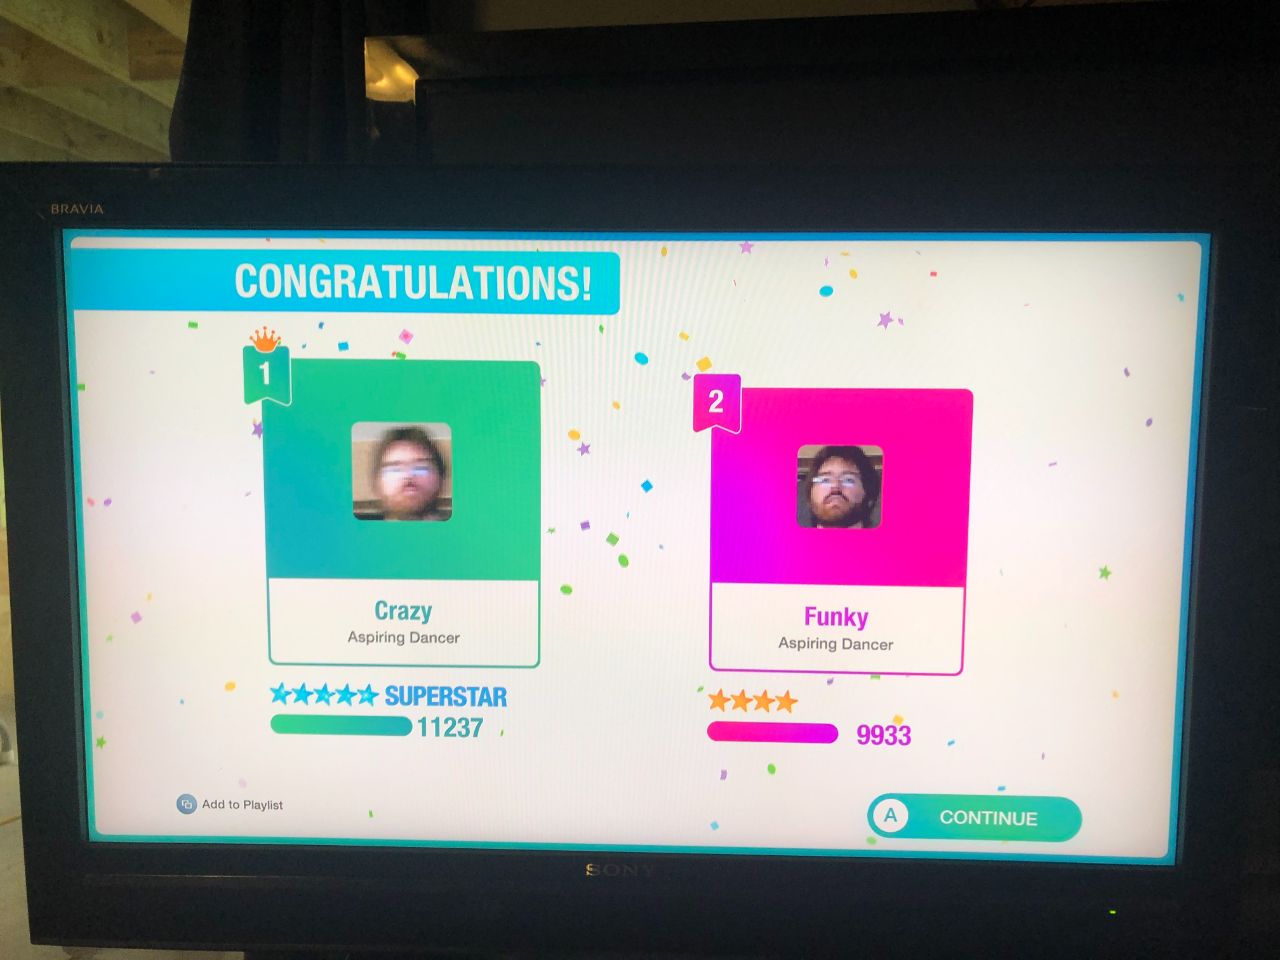 BRAVIA
CONGRATULATIONS!
1
2
Crazy
Aspiring Dancer
Funky
Aspiring Dancer
SUPERSTAR
11237
9933
Add to Playlist
A CONTINUE
SONY